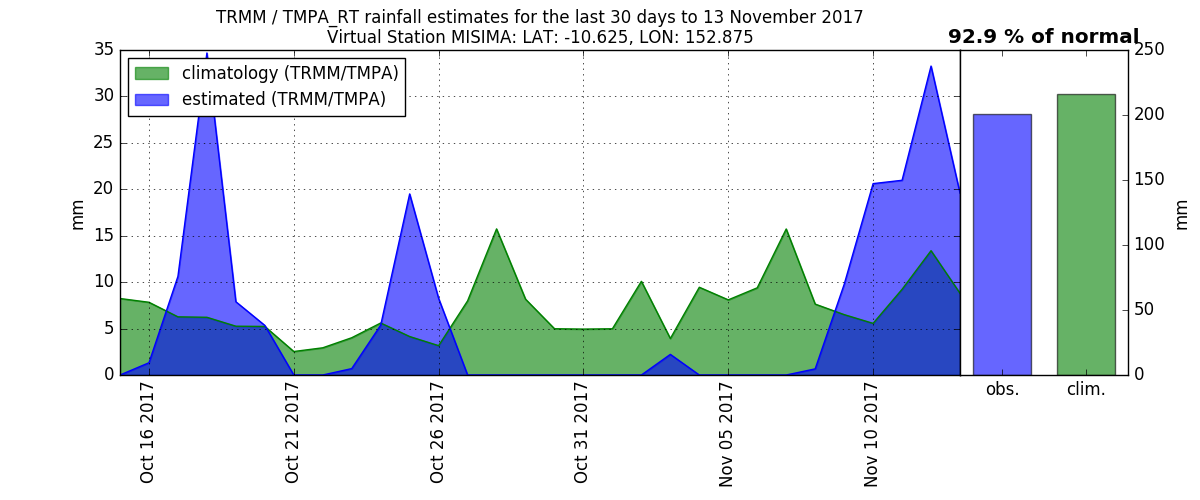 TRMM / TMPA_RT rainfall estimates for the last 30 days to 13 November 2017
Virtual Station MISIMA: LAT: -10.625, LON: 152.875
92.9 % of normal
climatology (TRMM/TMPA)
estimated (TRMM/TMPA)
35
30
25
20
15
10
5
0
mm
250
200
150
100
50
0
mm
Oct 16 2017
Oct 21 2017
Oct 26 2017
Oct 31 2017
Nov 05 2017
Nov 10 2017
obs.
clim.